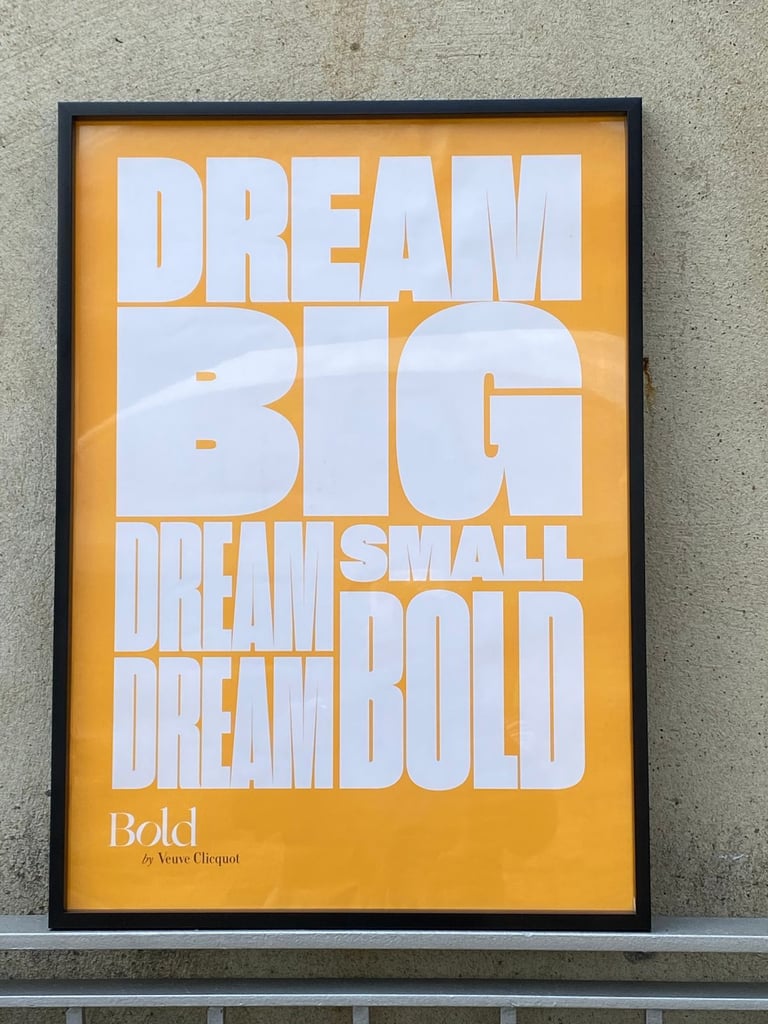 DREAM
BIG
DREAM SMALL
DREAM BOLD
Bold
by Veuve Clicquot